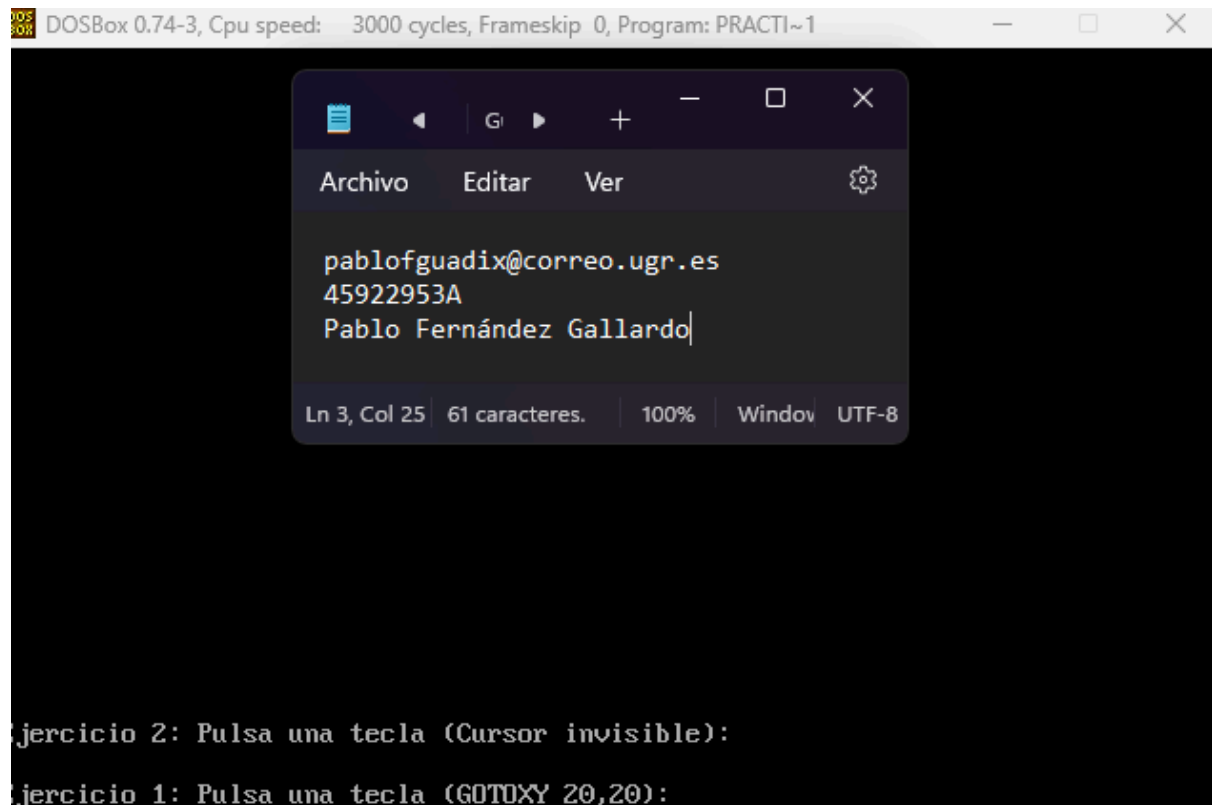 DOSBox 0.74-3, Cpu speed: 3000 cycles, Frameskip 0, Program: PRACTI~1
Archivo Editar Ver
pablofguadix@correo.ugr.es
45922953A
Pablo Fernández Gallardo
Ln 3, Col 25 61 caracteres. 100% Window UTF-8
jercicio 2: Pulsa una tecla (Cursor invisible):
jercicio 1: Pulsa una tecla (GOTOXY 20,20):